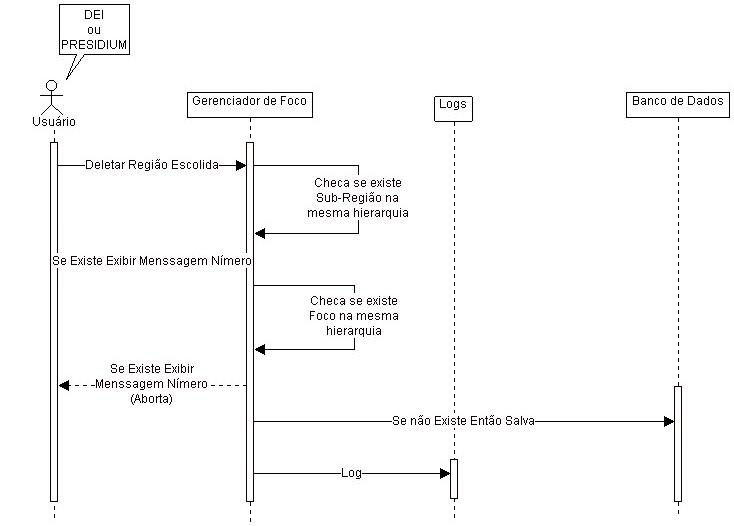 DEI
ou
PRESIDIUM
Usuário
Gerenciador de Foco
Logs
Banco de Dados
Deletar Região Escolida
Checa se existe
Sub-Região na
mesma hierarquia
Se Existe Exibir Menssagem Nímero
Checa se existe
Foco na mesma
hierarquia
Se Existe Exibir
Menssagem Nímero
(Aborta)
Se não Existe Então Salva
Log